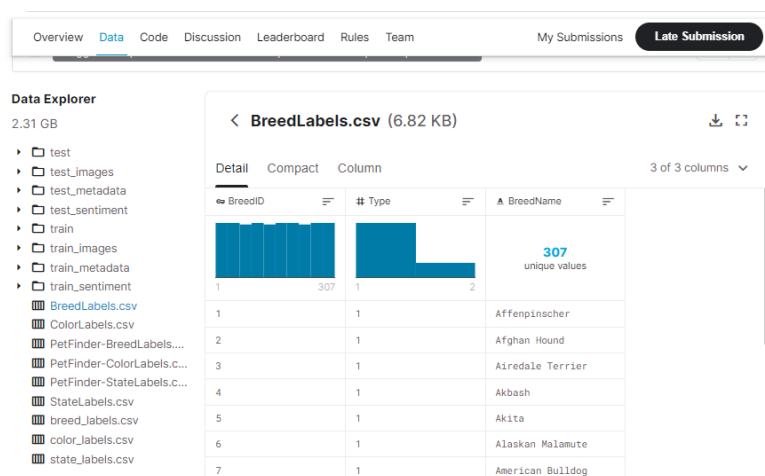 Overview Data Code Discussion Leaderboard Rules Team My Submissions Late Submission
Data Explorer
2.31 GB
test
test_images
test_metadata
test_sentiment
train
train_images
train_metadata
train_sentiment
BreedLabels.csv
ColorLabels.csv
PetFinder-BreedLabels....
PetFinder-ColorLabels.c...
PetFinder-StateLabels.c...
StateLabels.csv
breed_labels.csv
color_labels.csv
state_labels.csv
BreedLabels.csv (6.82 KB)
Detail Compact Column 3 of 3 columns
BreedID # Type A BreedName
307
unique values
1 307 1 2
1 1 Affenpinscher
2 1 Afghan Hound
3 1 Airedale Terrier
4 1 Akbash
5 1 Akita
6 1 Alaskan Malamute
7 1 American Bulldog